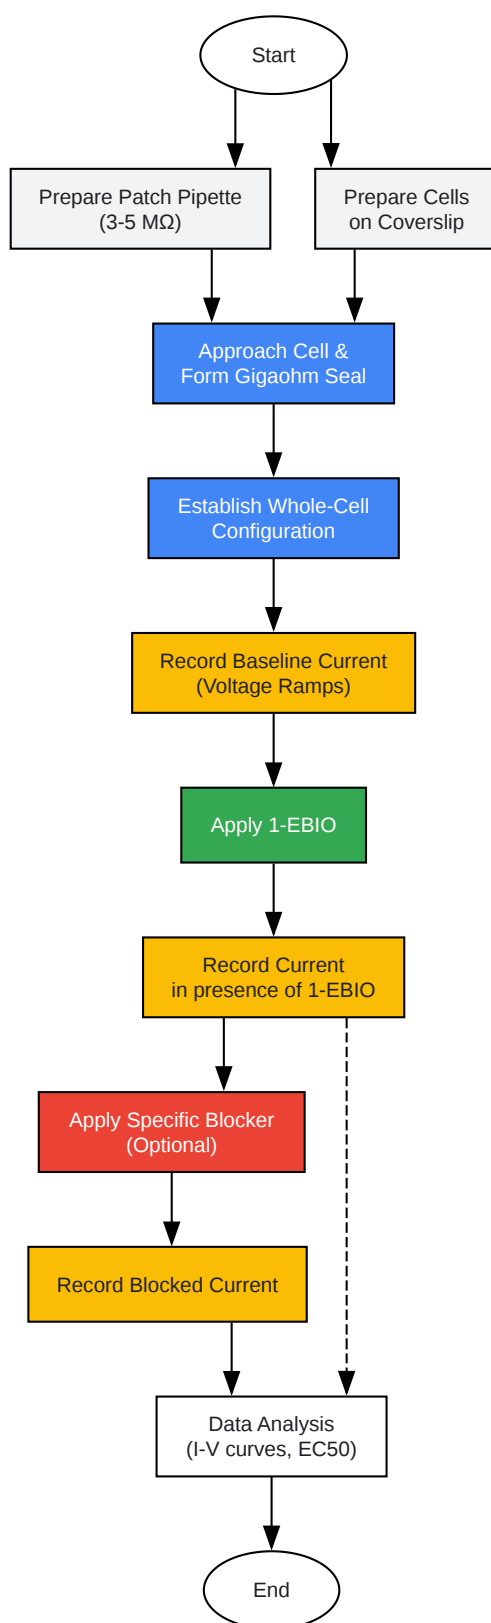 Start
Prepare Patch Pipette
(3-5 MΩ)
Prepare Cells
on Coverslip
Approach Cell &
Form Gigaohm Seal
Establish Whole-Cell
Configuration
Record Baseline Current
(Voltage Ramps)
Apply 1-EBIO
Record Current
in presence of 1-EBIO
Apply Specific Blocker
(Optional)
Record Blocked Current
Data Analysis
(I-V curves, EC50)
End